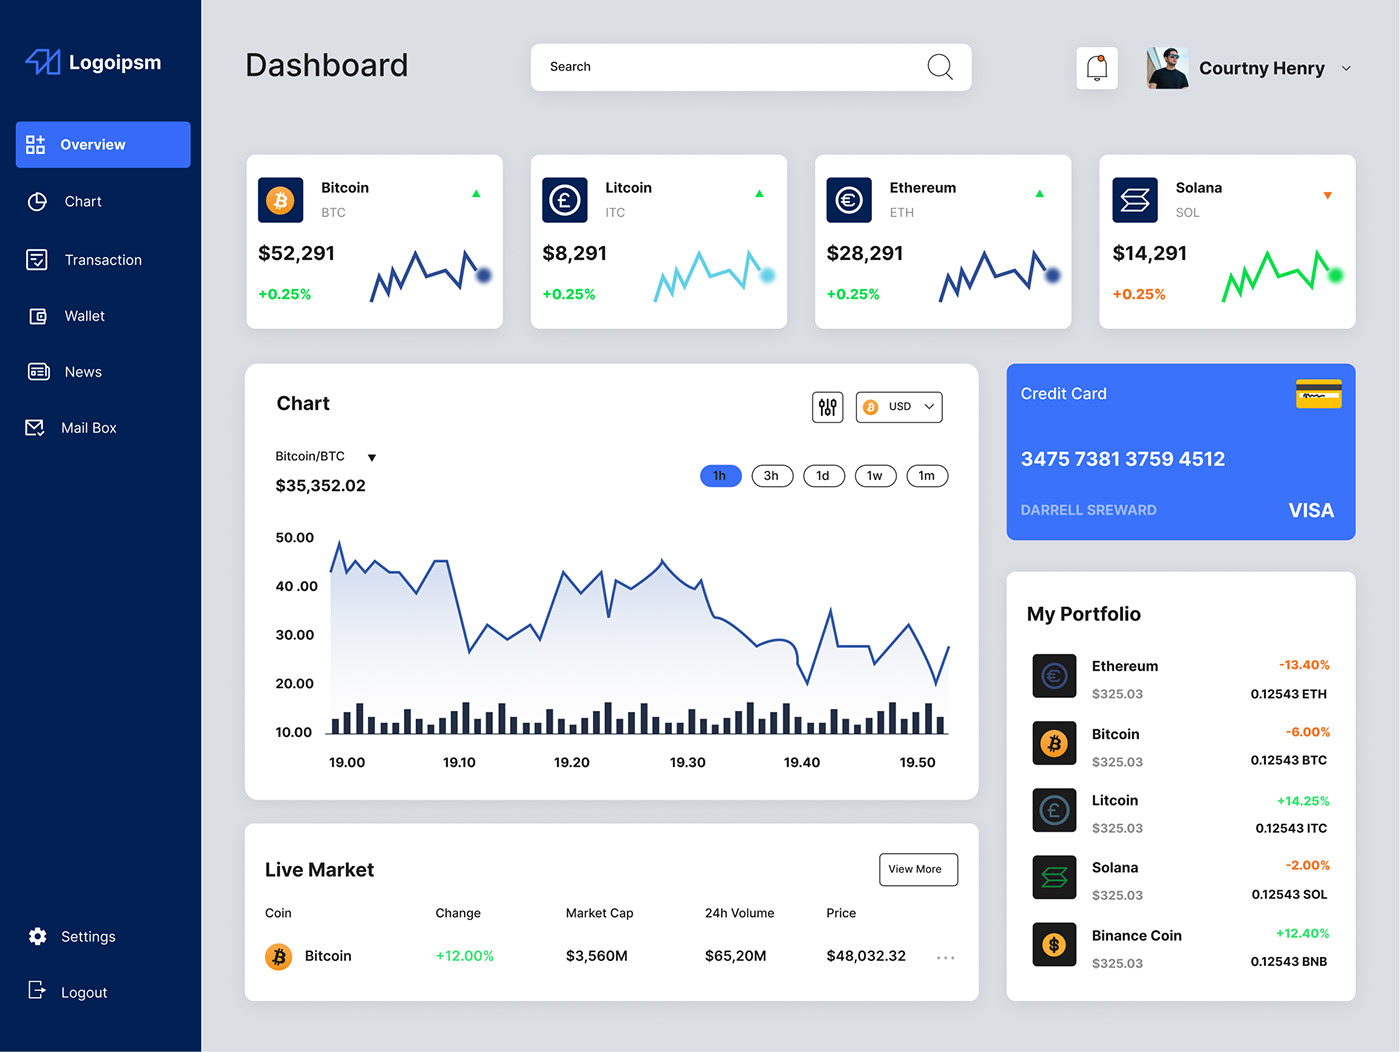 Logoipsm
Overview
Chart
Transaction
Wallet
News
Mail Box
Settings
Logout
Dashboard
Search
Courtny Henry
Bitcoin
BTC
$52,291
+0.25%
Litcoin
ITC
$8,291
+0.25%
Ethereum
ETH
$28,291
+0.25%
Solana
SOL
$14,291
+0.25%
Chart
USD
Bitcoin/BTC
$35,352.02
1h 3h 1d 1w 1m
50.00
40 .00
30.00
20.00
10.00
19.00 19.10 19.20 19.30 19.40 19.50
Credit Card
3475 7381 3759 4512
DARRELL SREWARD VISA
My Portfolio
Ethereum -13.40%
$325.03 0.12543 ETH
Bitcoin -6.00%
$325.03 0.12543 BTC
Litcoin +14.25%
$325.03 0.12543 ITC
Solana -2.00%
$325.03 0.12543 SOL
Binance Coin +12.40%
$325.03 0.12543 BNB
Live Market View More
Coin Change Market Cap 24h Volume Price
Bitcoin +12.00% $3,560M $65,20M $48,032.32 ...